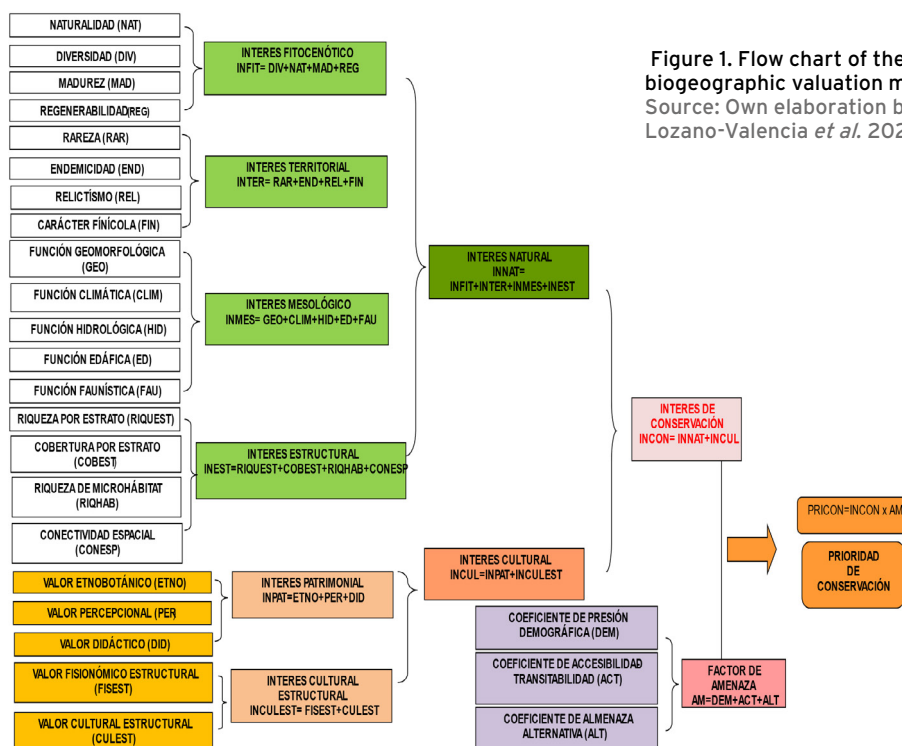 NATURALIDAD (NAT)
DIVERSIDAD (DIV)
MADUREZ (MAD)
REGENERABILIDAD(REG)
INTERES FITOCENÓTICO
INFIT= DIV+NAT+MAD+REG
RAREZA (RAR)
ENDEMICIDAD (END)
RELICTÍSMO (REL)
CARÁCTER FÍNÍCOLA (FIN)
INTERES TERRITORIAL
INTER= RAR+END+REL+FIN
FUNCIÓN GEOMORFOLÓGICA
(GEO)
FUNCIÓN CLIMÁTICA (CLIM)
FUNCIÓN HIDROLÓGICA (HID)
FUNCIÓN EDÁFICA (ED)
FUNCIÓN FAUNÍSTICA (FAU)
INTERES MESOLÓGICO
INMES= GEO+CLIM+HID+ED+FAU
RIQUEZA POR ESTRATO (RIQUEST)
COBERTURA POR ESTRATO
(COBEST)
RIQUEZA DE MICROHÁBITAT
(RIQHAB)
CONECTIVIDAD ESPACIAL
(CONESP)
INTERES ESTRUCTURAL
INEST=RIQUEST+COBEST+RIQHAB+CONESP
INTERES NATURAL
INNAT=
INFIT+INTER+INMES+INEST
VALOR ETNOBOTÁNICO (ETNO)
VALOR PERCEPCIONAL (PER)
VALOR DIDÁCTICO (DID)
INTERES PATRIMONIAL
INPAT=ETNO+PER+DID
VALOR FISIONÓMICO ESTRUCTURAL
(FISEST)
VALOR CULTURAL ESTRUCTURAL
(CULEST)
INTERES CULTURAL
ESTRUCTURAL
INCULEST= FISEST+CULEST
INTERES CULTURAL
INCUL=INPAT+INCULEST
INTERES DE
CONSERVACIÓN
INCON= INNAT+INCUL
COEFICIENTE DE PRESIÓN
DEMOGRÁFICA (DEM)
COEFICIENTE DE ACCESIBILIDAD
TRANSITABILIDAD (ACT)
COEFICIENTE DE ALMENAZA
ALTERNATIVA (ALT)
FACTOR DE
AMENAZA
AM=DEM+ACT+ALT
PRICON=INCON x AM
PRIORIDAD
DE
CONSERVACIÓN
Figure 1. Flow chart of the
biogeographic valuation
Source: Own elaboration
Lozano-Valencia et al.